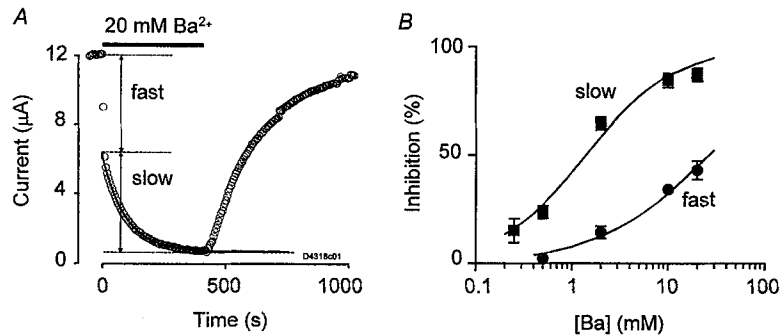 A
20 mM Ba²⁺
12
8
4
0
Current (µA)
fast
slow
D4318c01
0
500
1000
Time (s)
B
100
50
0
Inhibition (%)
slow
fast
0.1
1
10
100
[Ba] (mM)